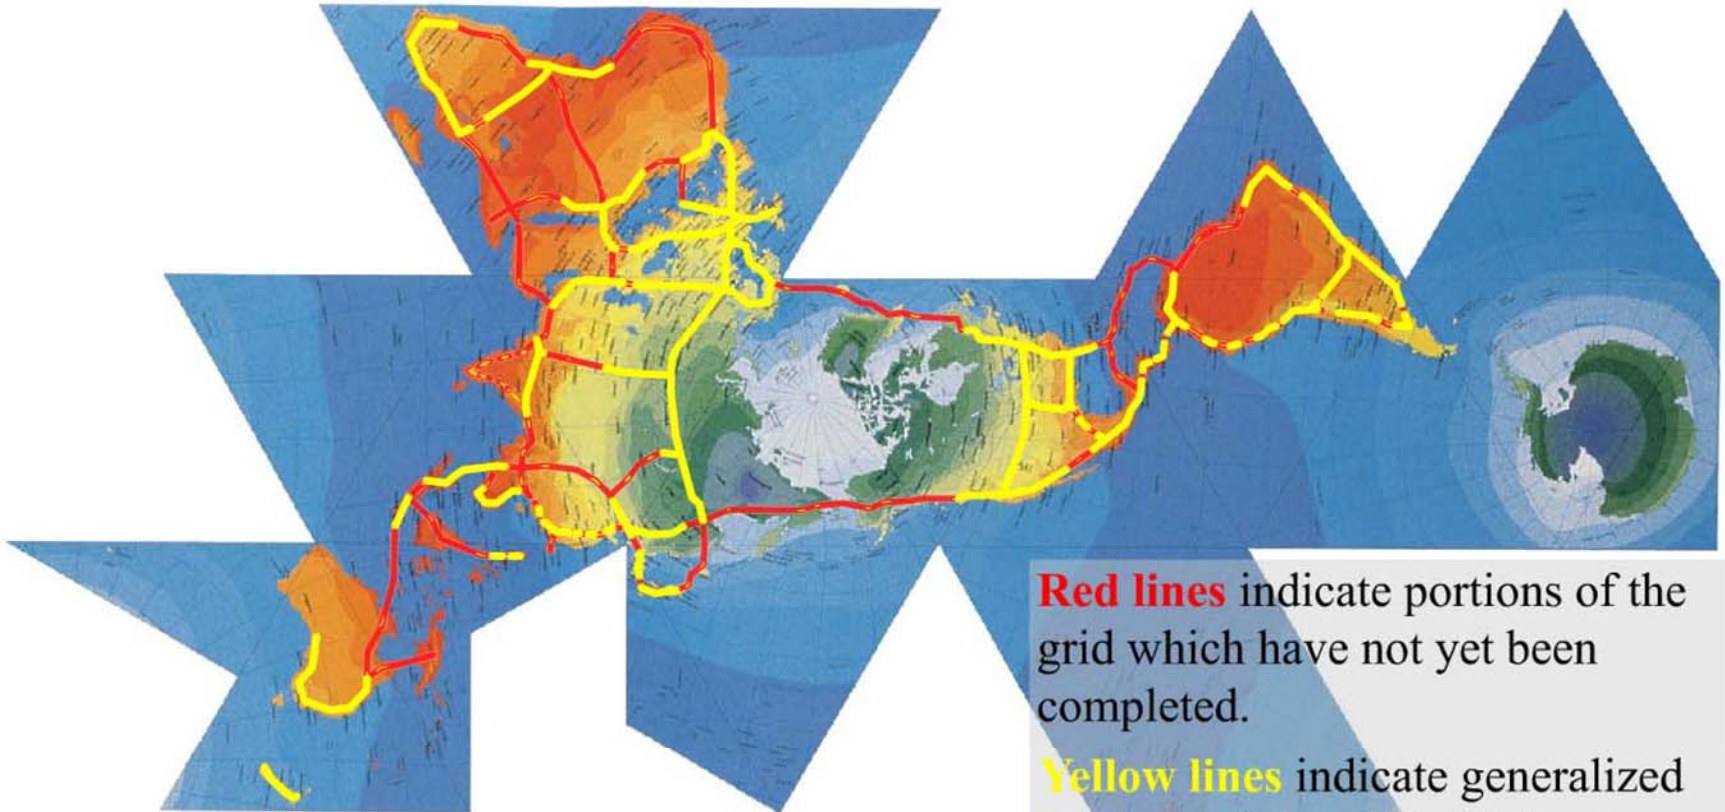 Red lines indicate portions of the
grid which have not yet been
completed.
Yellow lines indicate generalized